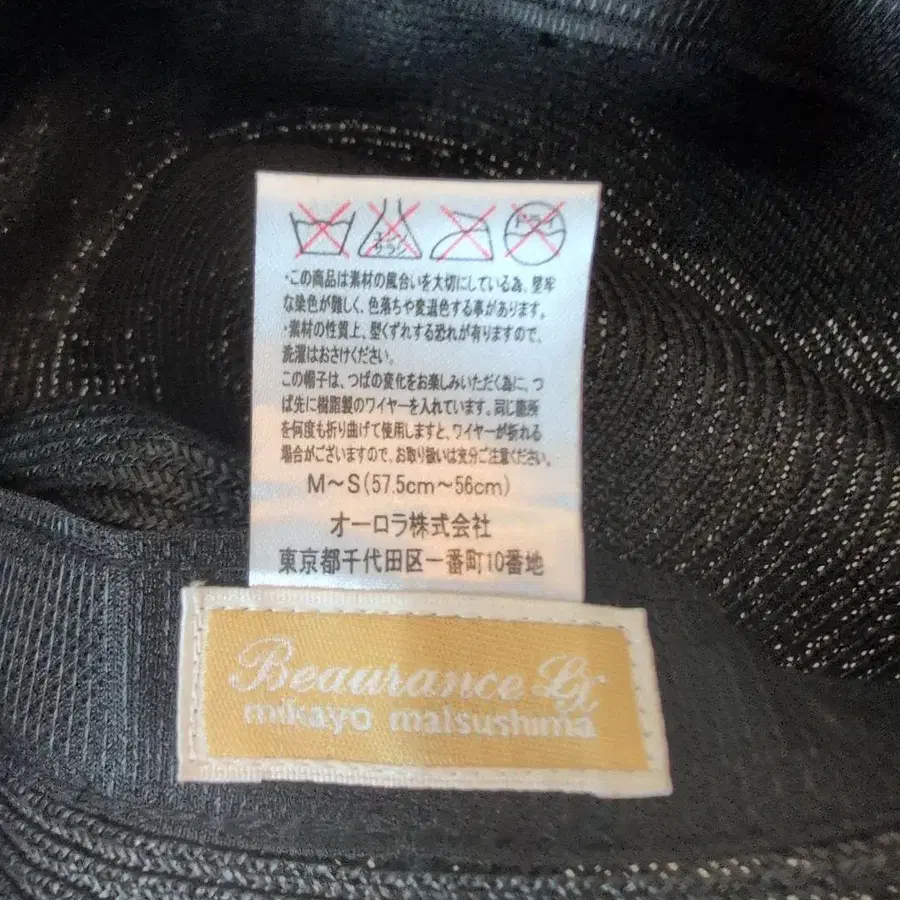 エンソ
サラシ
ドライ
・この商品は素材の風合いを大切にしている為、堅牢
な染色が難しく、色落ちや変退色する事があります。
・素材の性質上、型くずれする恐れが有りますので、
洗濯はおさけください。
この帽子は、つばの変化をお楽しみいただく為に、つ
ば先に樹脂製のワイヤーを入れています。同じ箇所
を何度も折り曲げて使用しますと、ワイヤーが折れる
場合がございますので、お取り扱いは充分ご注意ください。
M～S(57.5cm～56cm)
オーロラ株式会社
東京都千代田区一番町10番地
Beaurance Lx
mikayo matsushima